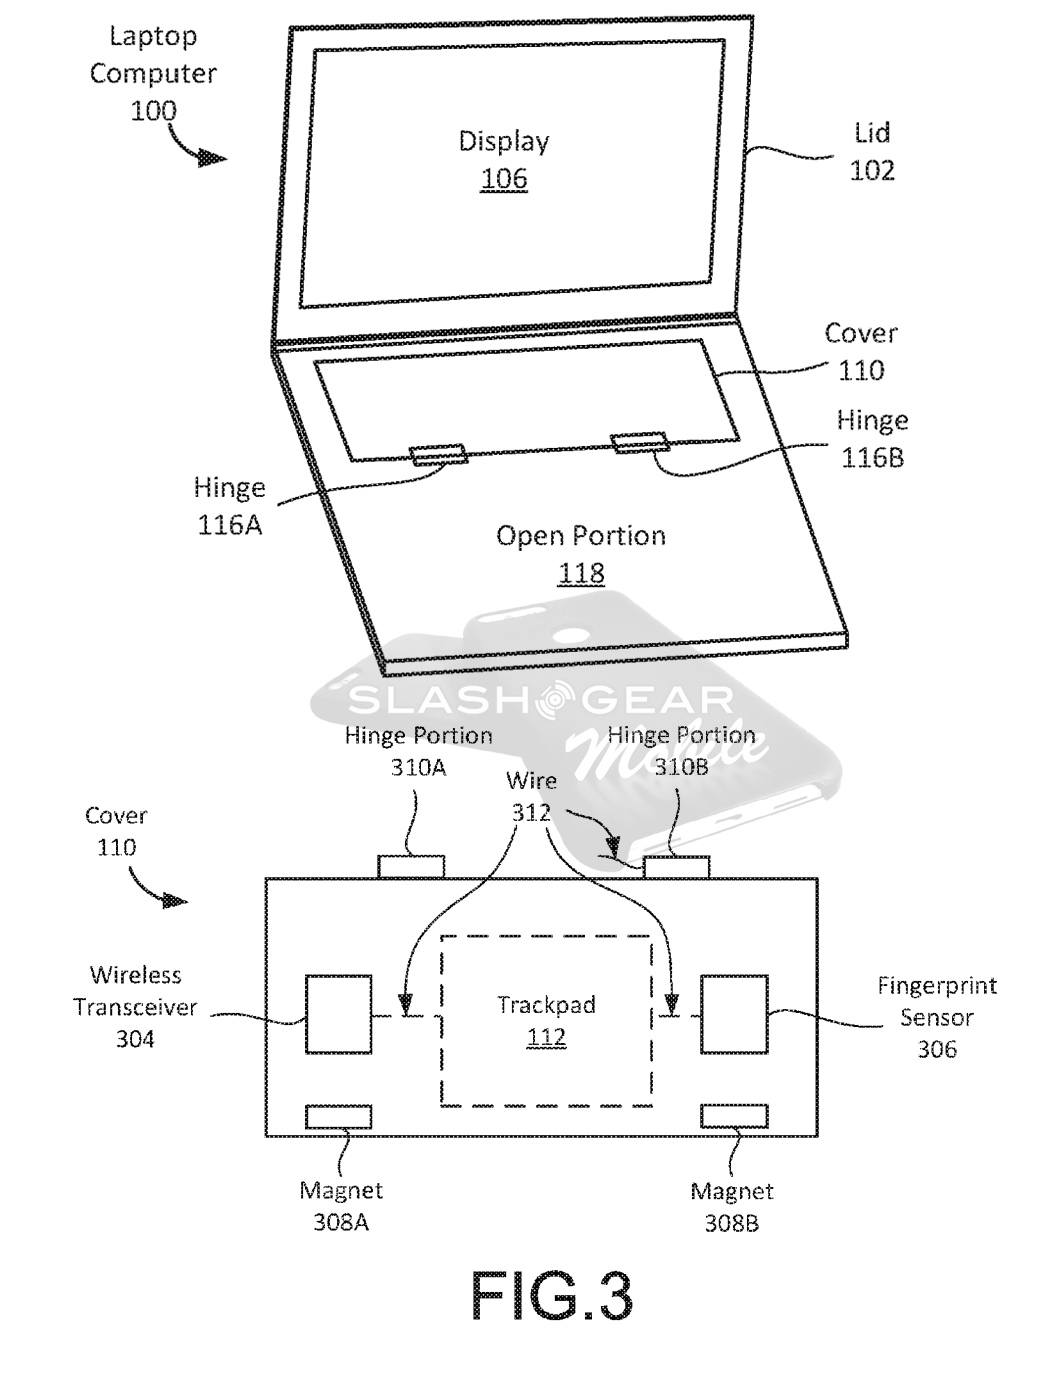 Laptop
Computer
100
Display
106
Lid
102
Cover
110
Hinge
116B
Hinge
116A
Open Portion
118
SLASHGEAR
Mobile
Hinge Portion
310A
Hinge Portion
310B
Wire
312
Cover
110
Wireless
Transceiver
304
Trackpad
112
Fingerprint
Sensor
306
Magnet
308A
Magnet
308B
FIG.3